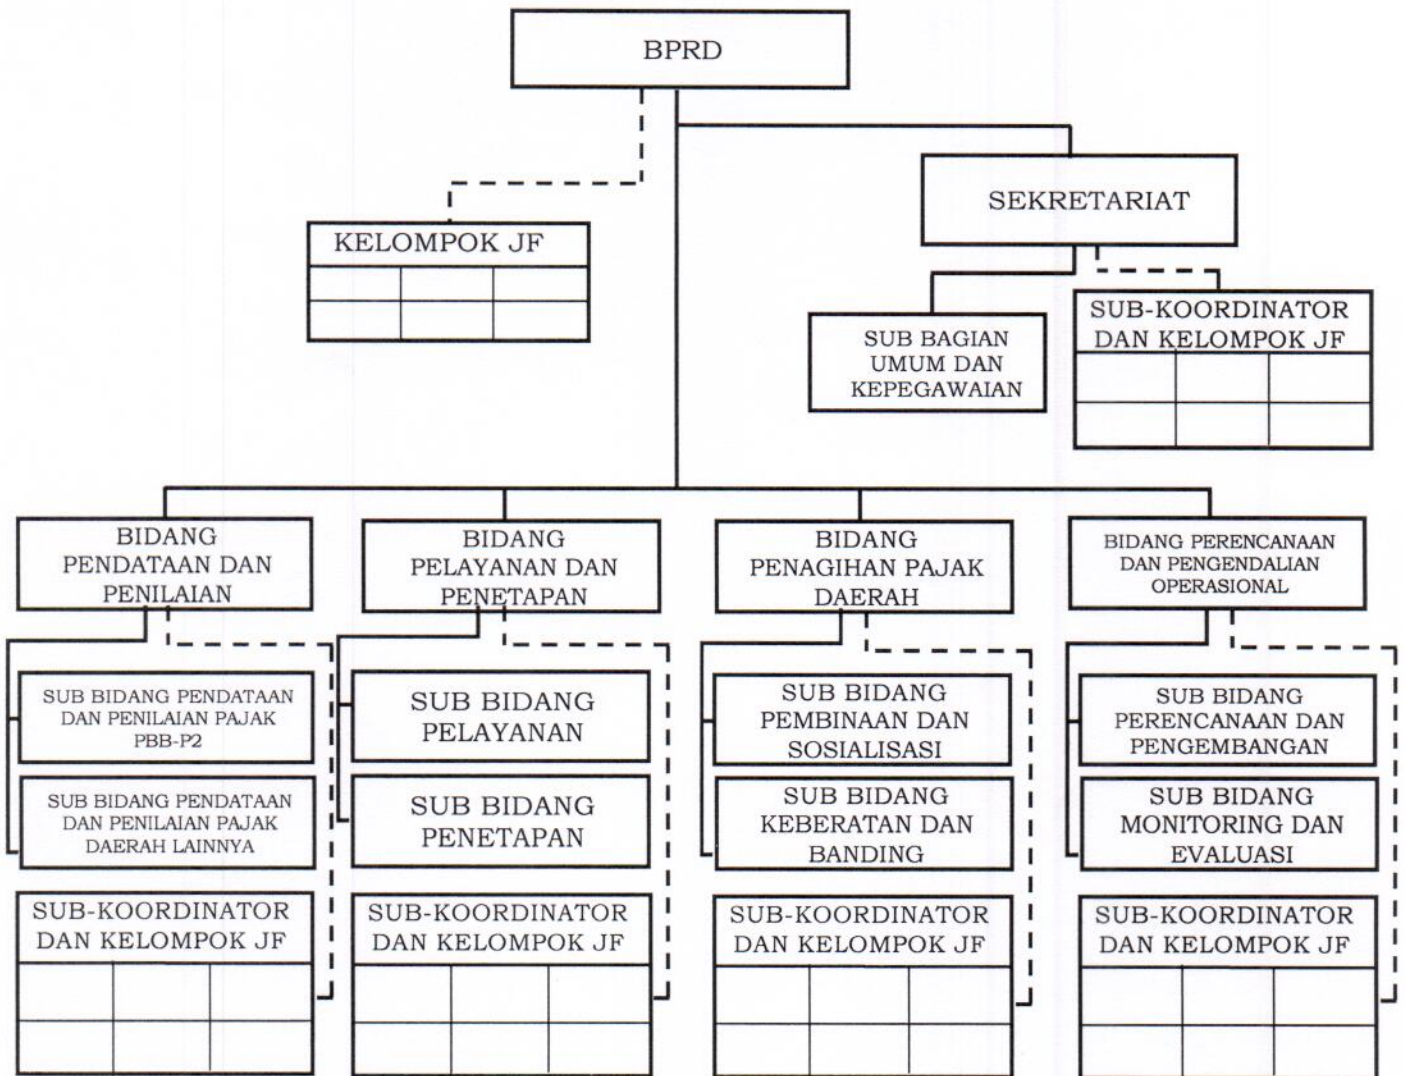 BPRD
SEKRETARIAT
KELOMPOK JF
SUB BAGIAN
UMUM DAN
KEPEGAWAIAN
SUB-KOORDINATOR
DAN KELOMPOK JF
BIDANG
PENDATAAN DAN
PENILAIAN
BIDANG
PELAYANAN DAN
PENETAPAN
BIDANG
PENAGIHAN PAJAK
DAERAH
BIDANG PERENCANAAN
DAN PENGENDALIAN
OPERASIONAL
SUB BIDANG PENDATAAN
DAN PENILAIAN PAJAK
PBB-P2
SUB BIDANG
PELAYANAN
SUB BIDANG
PEMBINAAN DAN
SOSIALISASI
SUB BIDANG
PERENCANAAN DAN
PENGEMBANGAN
SUB BIDANG PENDATAAN
DAN PENILAIAN PAJAK
DAERAH LAINNYA
SUB BIDANG
PENETAPAN
SUB BIDANG
KEBERATAN DAN
BANDING
SUB BIDANG
MONITORING DAN
EVALUASI
SUB-KOORDINATOR
DAN KELOMPOK JF
SUB-KOORDINATOR
DAN KELOMPOK JF
SUB-KOORDINATOR
DAN KELOMPOK JF
SUB-KOORDINATOR
DAN KELOMPOK JF